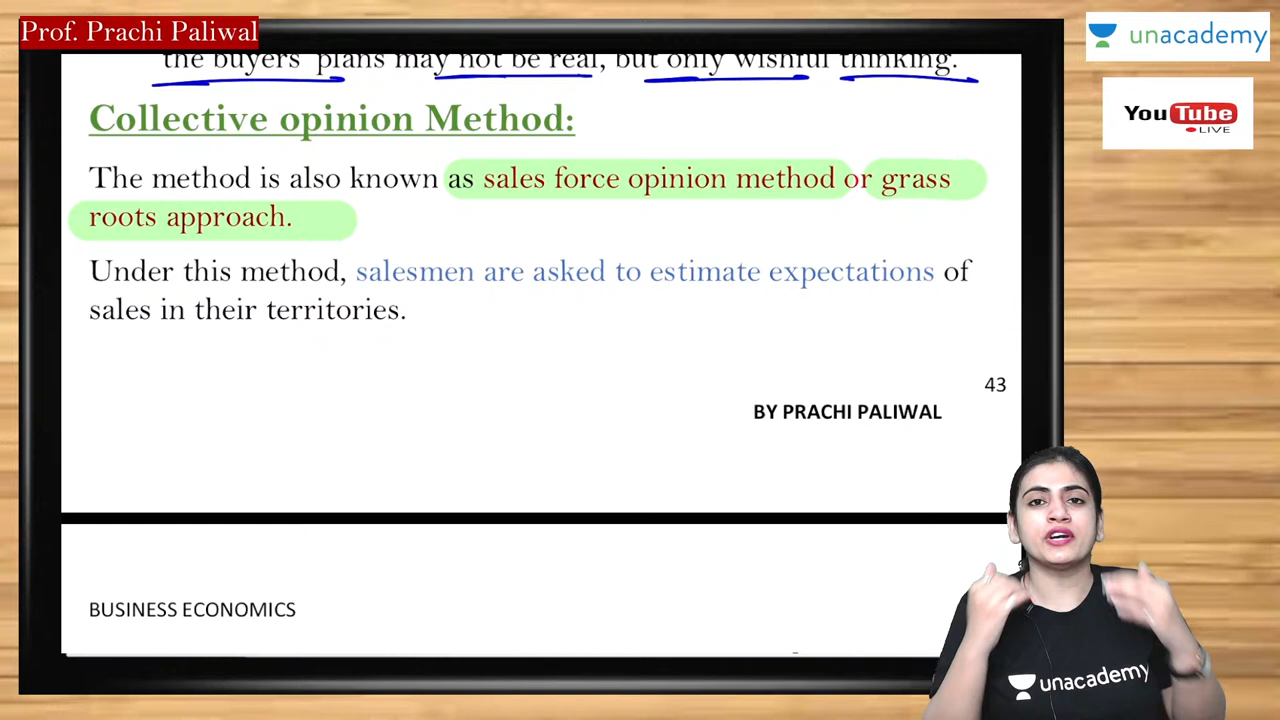 Prof. Prachi Paliwal
unacademy
the buyers' plans may not be real, but only wishful thinking.
Collective opinion Method:
YouTube
LIVE
The method is also known as sales force opinion method or grass
roots approach.
Under this method, salesmen are asked to estimate expectations of
sales in their territories.
43
BY PRACHI PALIWAL
BUSINESS ECONOMICS
unacademy